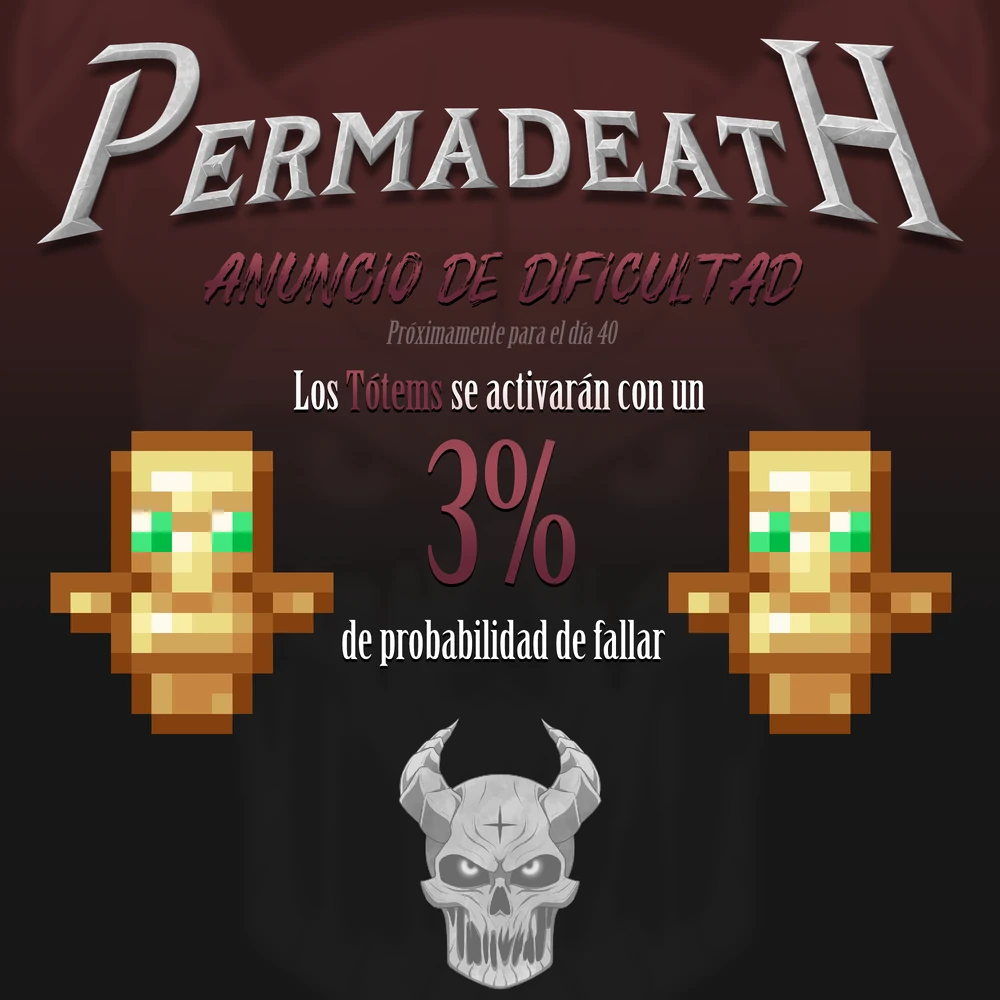 PERMADEATH
ANUNCIO DE DIFICULTAD
Próximamente para el día 40
Los Tótems se activarán con un
3%
de probabilidad de fallar